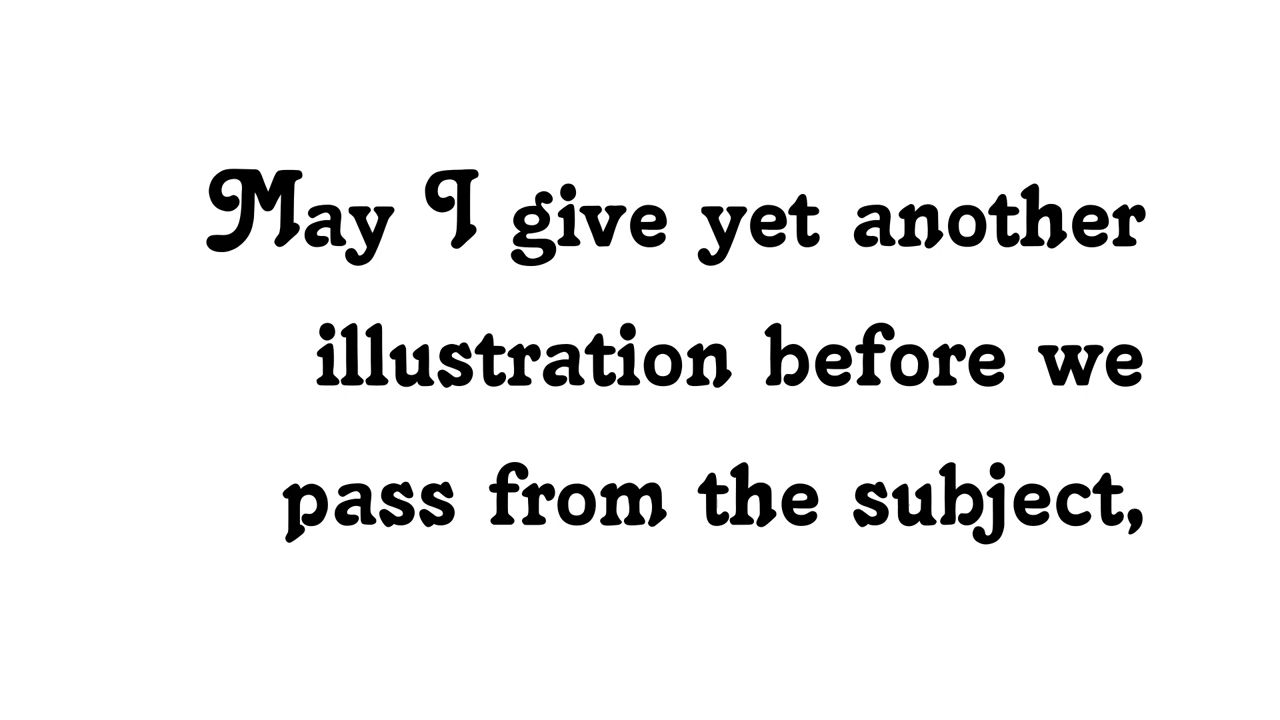 May I give yet another
illustration before we
pass from the subject,